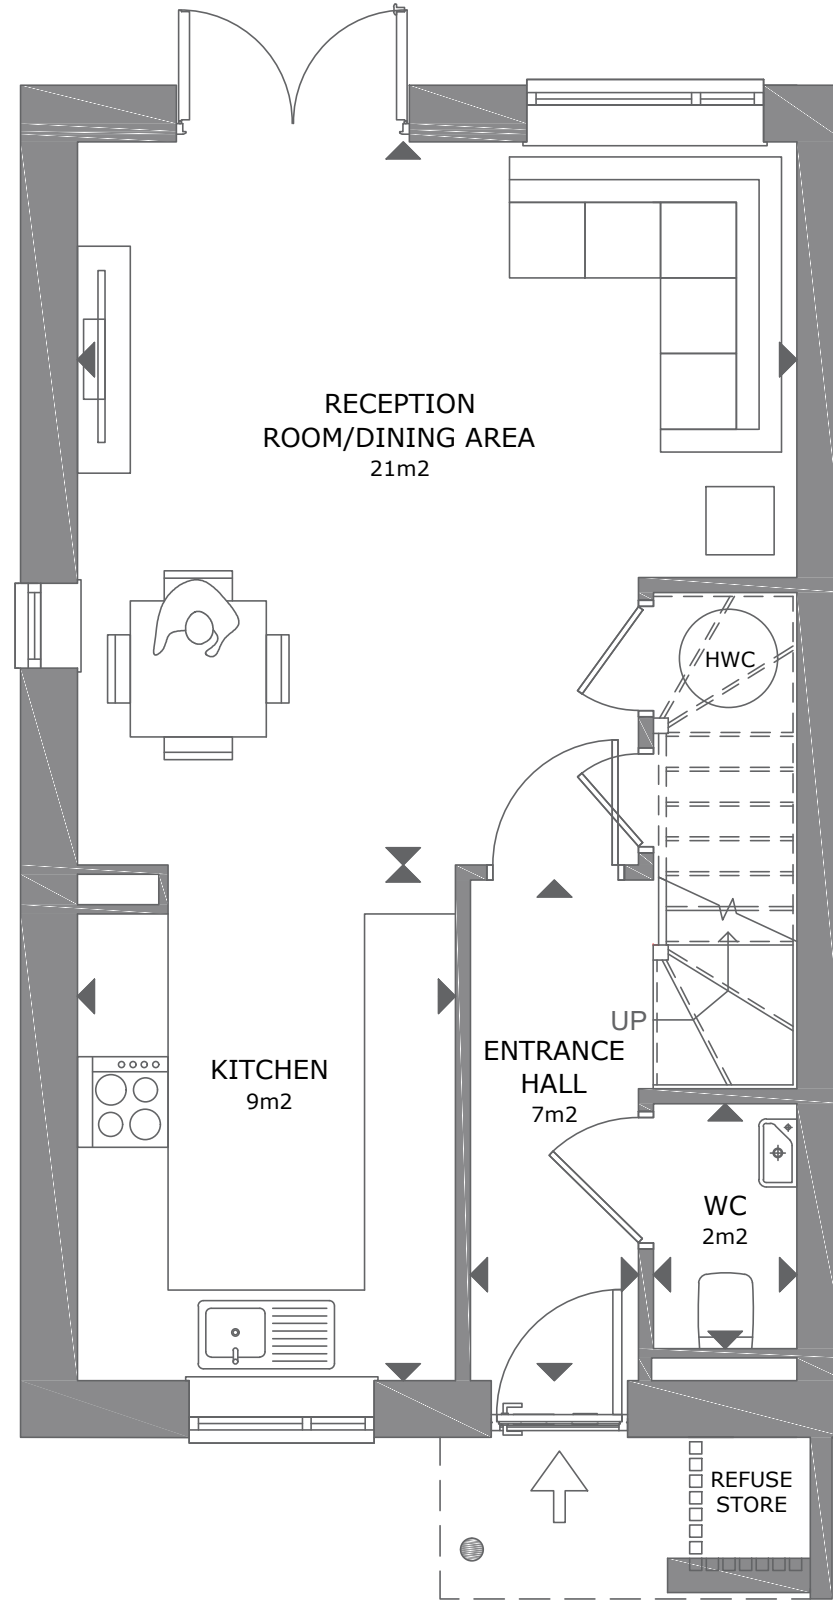 RECEPTION
ROOM/DINING AREA
21m2
HWC
UP
KITCHEN
9m2
ENTRANCE
HALL
7m2
WC
2m2
REFUSE
STORE